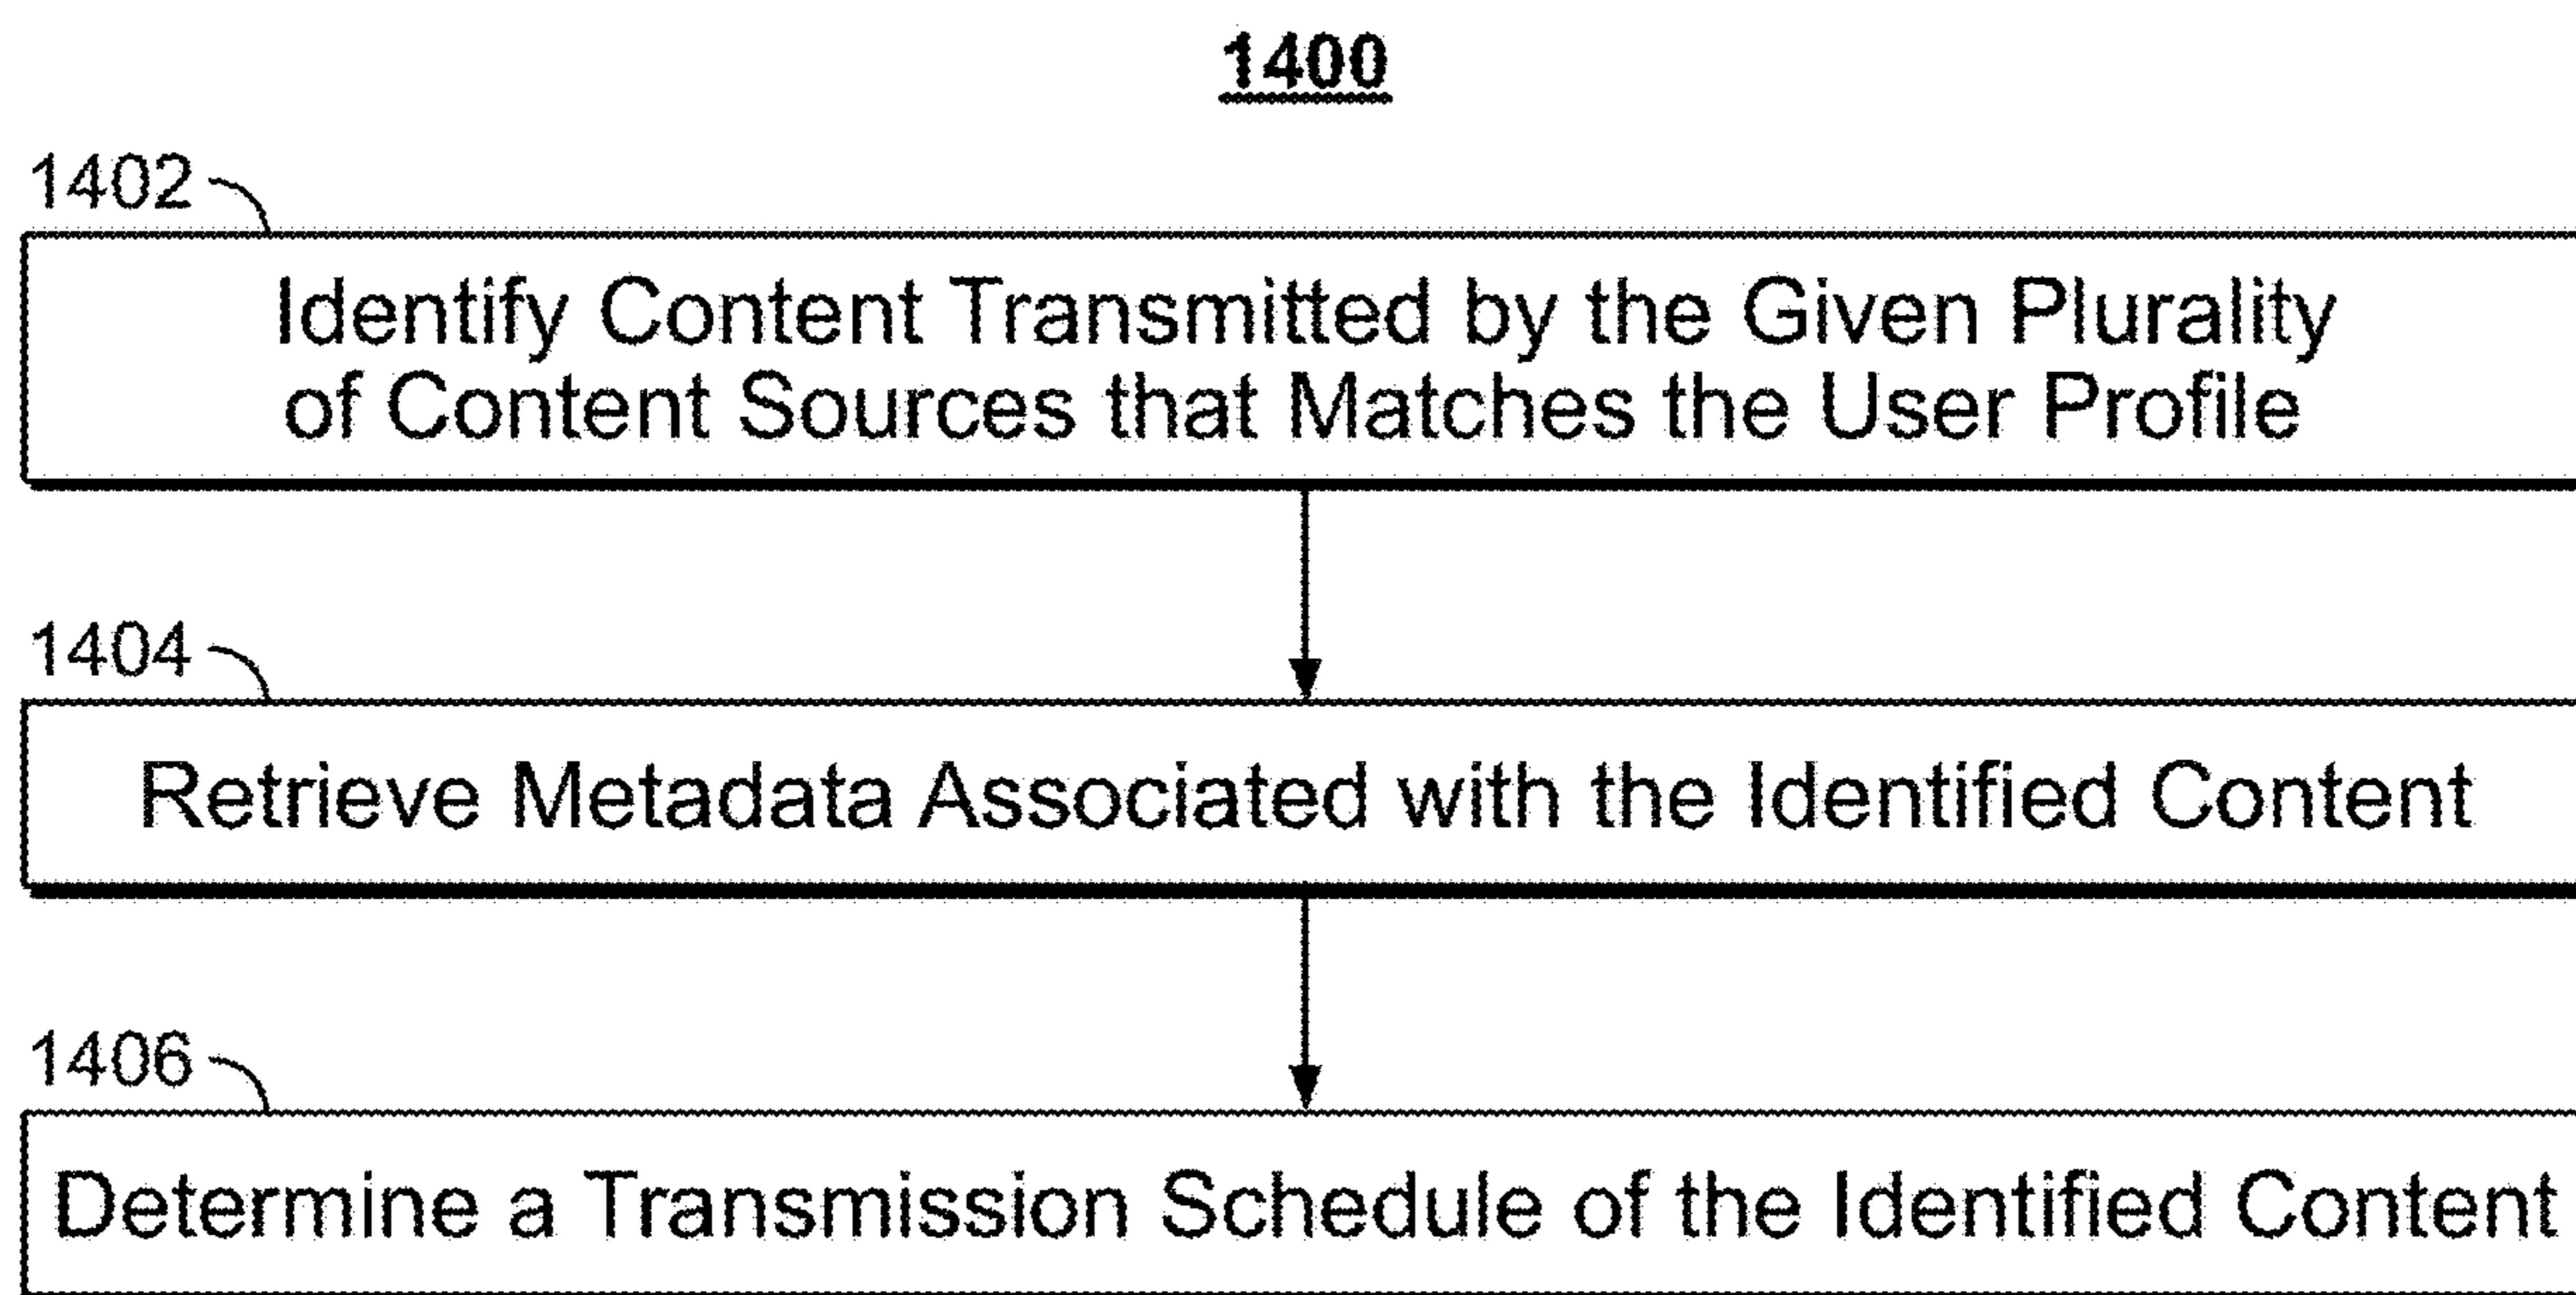 1400
1402
Identify Content Transmitted by the Given Plurality
of Content Sources that Matches the User Profile
1404
Retrieve Metadata Associated with the Identified Content
1406
Determine a Transmission Schedule of the Identified Content